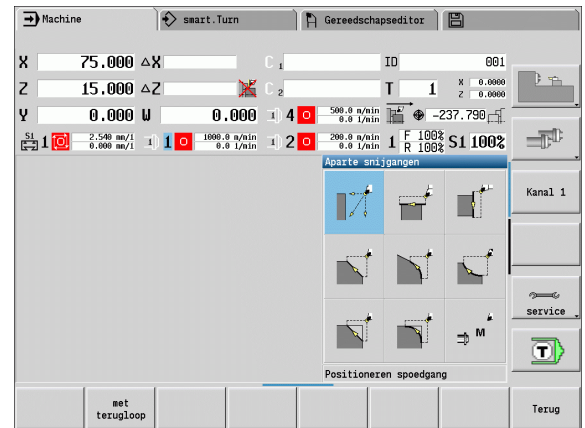 Machine
smart.Turn
Gereedschapseditor
X 75.000 ΔX C 1 ID 001
Z 15.000 ΔZ C 2 T 1 X 0.0000 Z 0.0000
Y 0.000 W 0.000 4 500.0 m/min 0.0 1/min -237.790
S1 1 2.540 mm/1 0.000 mm/1 1 1000.0 m/min 0.0 1/min 2 200.0 m/min 0.0 1/min 1 F 100% R 100% S1 100%
Aparte snijgangen
Kanal 1
M
service
T
Positioneren spoedgang
met terugloop
Terug